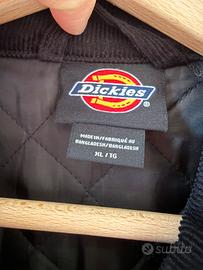 Dickies
®
MADE IN/FABRIQUÉ AU
BANGLADESH/BANGLADESH
XL / TG
subito